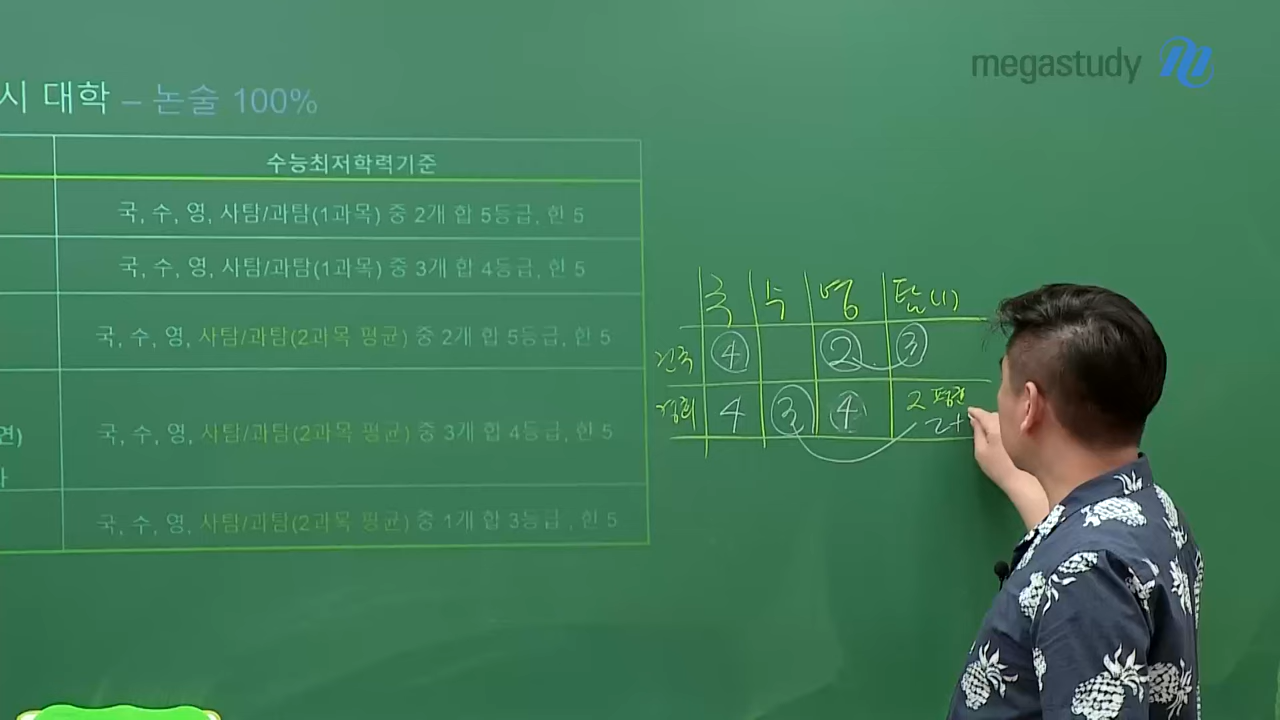 megastudy
시 대학 – 논술 100%
수능최저학력기준
국, 수, 영, 사탐/과탐(1과목) 중 2개 합 5등급, 한 5
국, 수, 영, 사탐/과탐(1과목) 중 3개 합 4등급, 한 5
국, 수, 영, 사탐/과탐(2과목 평균) 중 2개 합 5등급, 한 5
연)
국, 수, 영, 사탐/과탐(2과목 평균) 중 3개 합 4등급, 한 5
국, 수, 영, 사탐/과탐(2과목 평균) 중 1개 합 3등급, 한 5
국 수 영 탐(1)
건국 4 2 3
경희 4 3 4 2 평균
2+